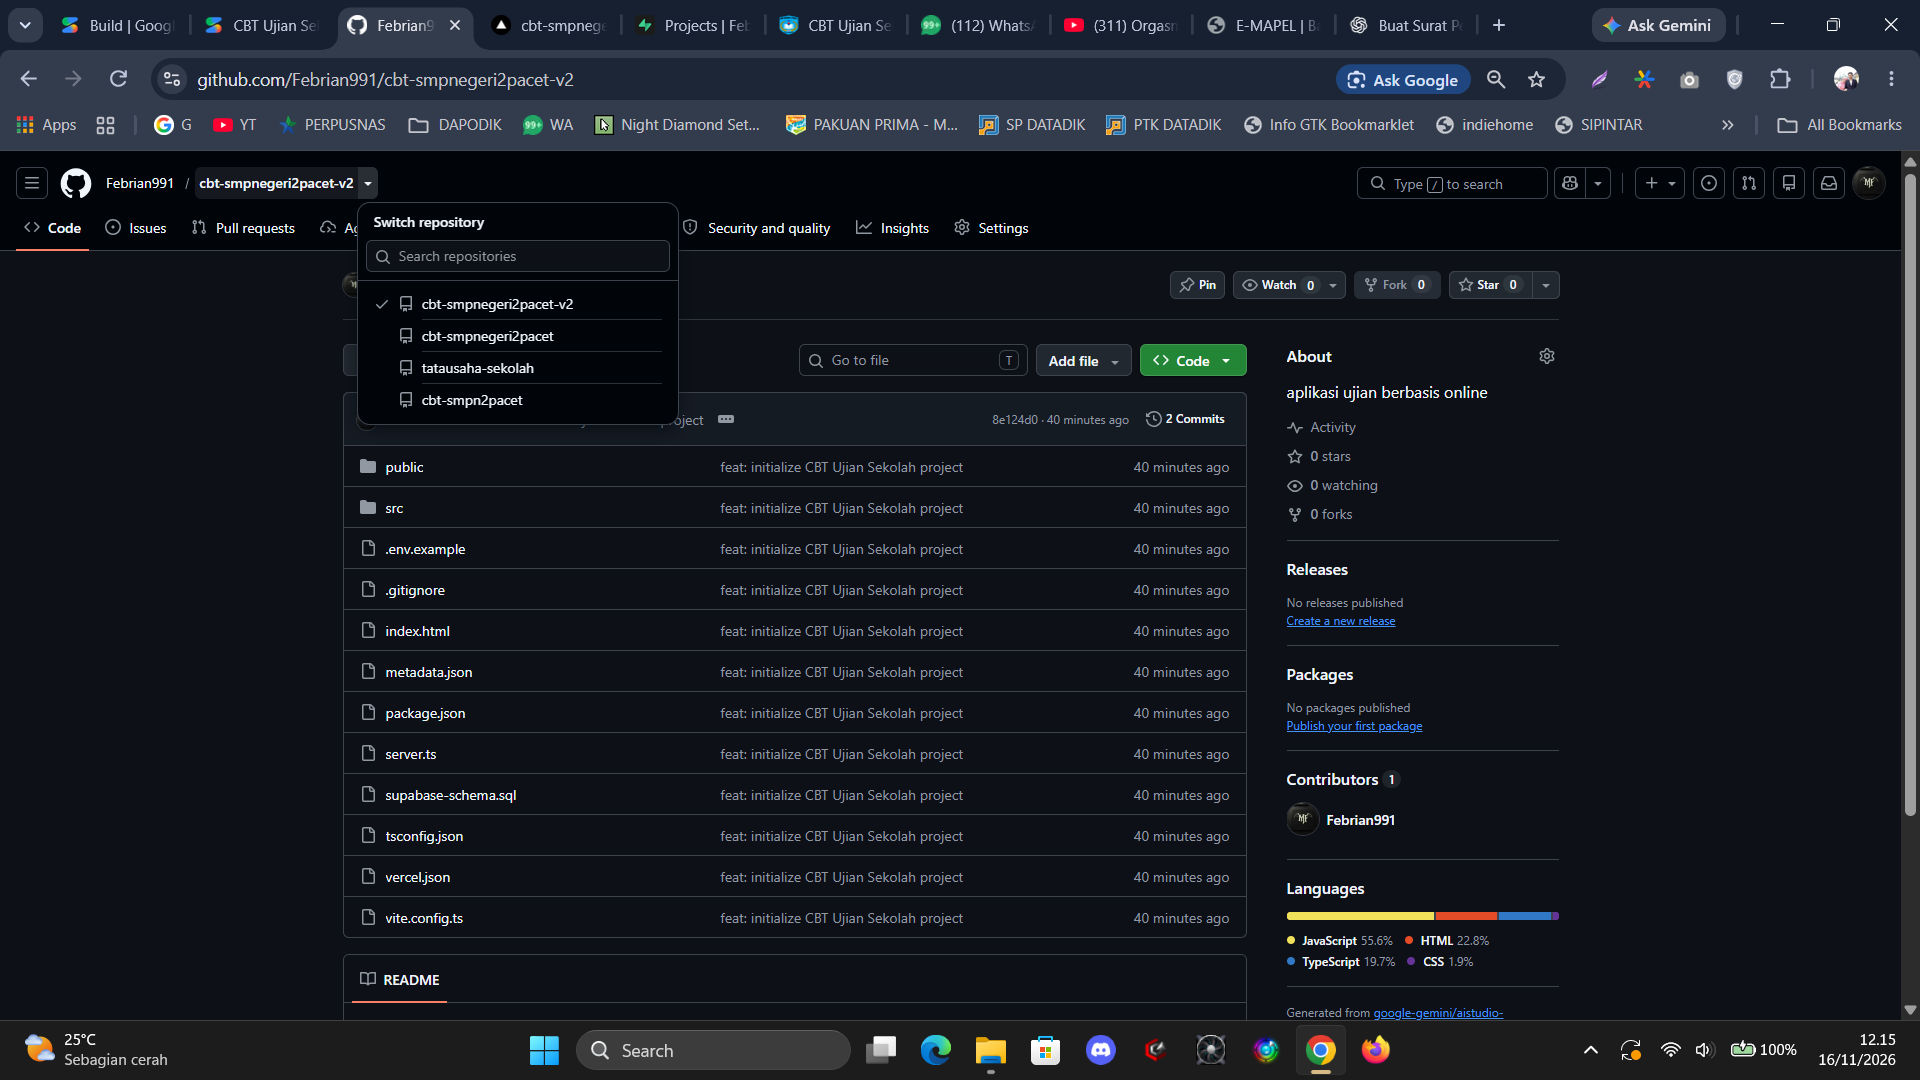 Build | Goog
CBT Ujian Se
Febrian9
cbt-smpnege
Projects | Feb
CBT Ujian Se
(112) Whats
(311) Orgasm
E-MAPEL | B
Buat Surat P
Ask Gemini
github.com/Febrian991/cbt-smpnegeri2pacet-v2
Ask Google
Apps
G
YT
PERPUSNAS
DAPODIK
99+
WA
Night Diamond Set...
PAKUAN PRIMA - M...
SP DATADIK
PTK DATADIK
Info GTK Bookmarklet
indiehome
SIPINTAR
All Bookmarks
Febrian991 / cbt-smpnegeri2pacet-v2
Type / to search
Code
Issues
Pull requests
Ag
Security and quality
Insights
Settings
Switch repository
Search repositories
cbt-smpnegeri2pacet-v2
cbt-smpnegeri2pacet
tatausaha-sekolah
cbt-smpn2pacet
Pin
Watch 0
Fork 0
Star 0
Go to file T
Add file
Code
project
8e124d0 · 40 minutes ago
2 Commits
public feat: initialize CBT Ujian Sekolah project 40 minutes ago
src feat: initialize CBT Ujian Sekolah project 40 minutes ago
.env.example feat: initialize CBT Ujian Sekolah project 40 minutes ago
.gitignore feat: initialize CBT Ujian Sekolah project 40 minutes ago
index.html feat: initialize CBT Ujian Sekolah project 40 minutes ago
metadata.json feat: initialize CBT Ujian Sekolah project 40 minutes ago
package.json feat: initialize CBT Ujian Sekolah project 40 minutes ago
server.ts feat: initialize CBT Ujian Sekolah project 40 minutes ago
supabase-schema.sql feat: initialize CBT Ujian Sekolah project 40 minutes ago
tsconfig.json feat: initialize CBT Ujian Sekolah project 40 minutes ago
vercel.json feat: initialize CBT Ujian Sekolah project 40 minutes ago
vite.config.ts feat: initialize CBT Ujian Sekolah project 40 minutes ago
README
About
aplikasi ujian berbasis online
Activity
0 stars
0 watching
0 forks
Releases
No releases published
Create a new release
Packages
No packages published
Publish your first package
Contributors 1
Febrian991
Languages
JavaScript 55.6% HTML 22.8%
TypeScript 19.7% CSS 1.9%
Generated from google-gemini/aistudio-
25°C
Sebagian cerah
Search
100%
12.15
16/11/2026